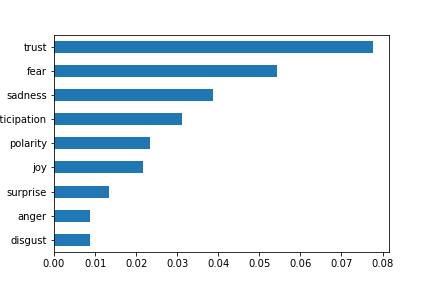 trust
fear
sadness
ticipation
polarity
joy
surprise
anger
disgust
0.00 0.01 0.02 0.03 0.04 0.05 0.06 0.07 0.08